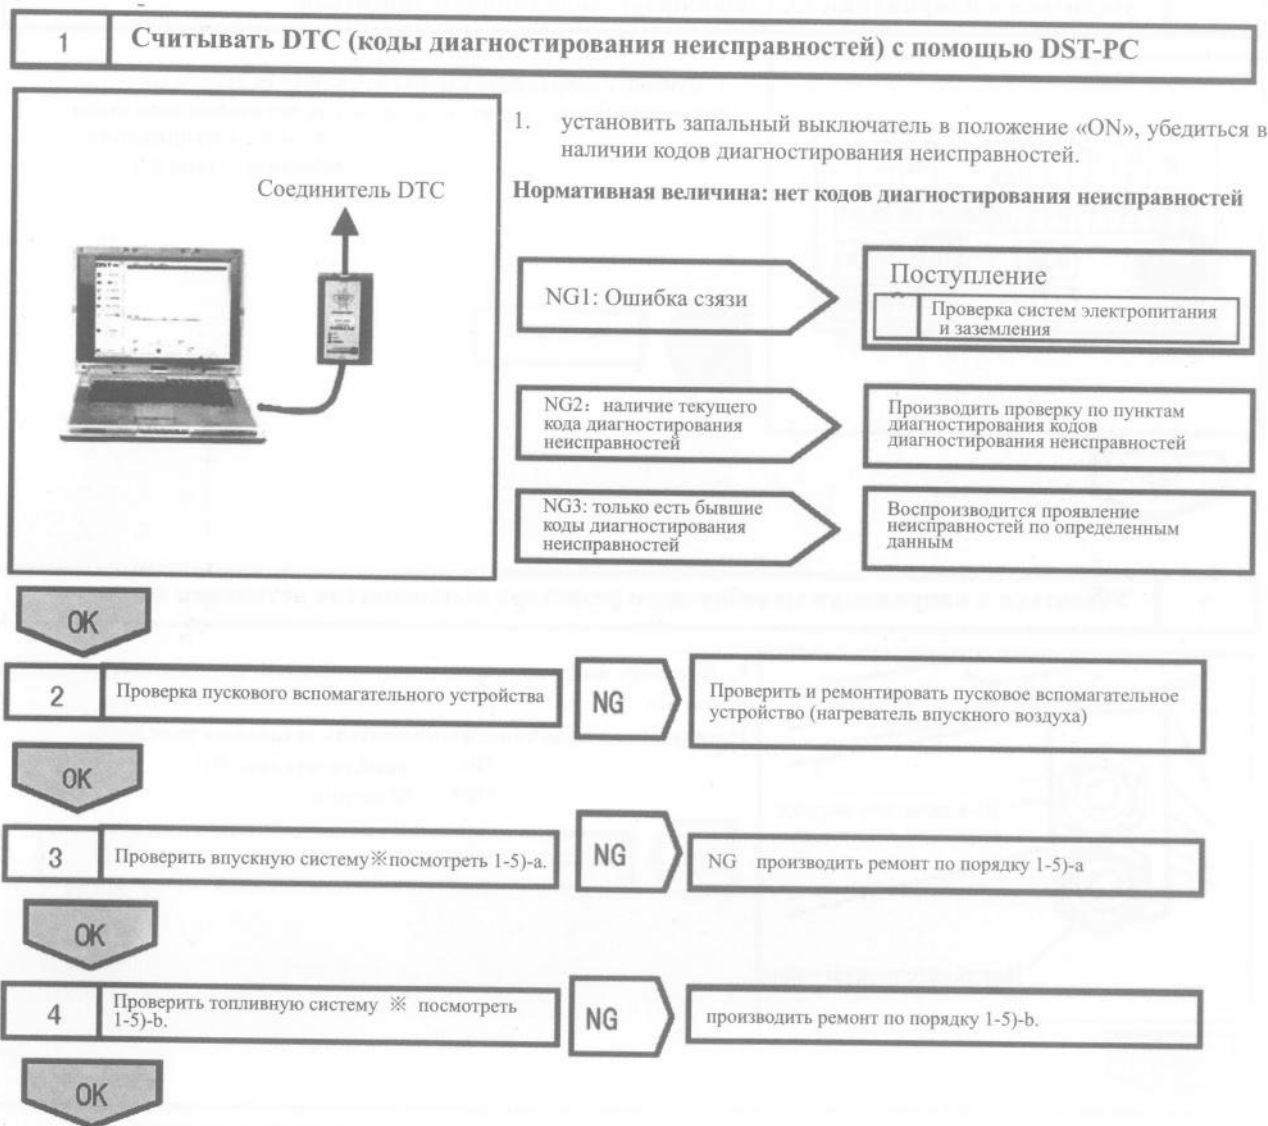 1 Считывать DTC (коды диагностирования неисправностей) с помощью DST-PC
Соединитель DTC
1. установить запальный выключатель в положение «ON», убедиться в
наличии кодов диагностирования неисправностей.
Нормативная величина: нет кодов диагностирования неисправностей
NG1: Ошибка сзязи
Поступление
Проверка систем электропитания
и заземления
NG2: наличие текущего
кода диагностирования
неисправностей
Производить проверку по пунктам
диагностирования кодов
диагностирования неисправностей
NG3: только есть бывшие
коды диагностирования
неисправностей
Воспроизводится проявление
неисправностей по определенным
данным
OK
2 Проверка пускового вспомагательного устройства
NG
Проверить и ремонтировать пусковое вспомагательное
устройство (нагреватель впускного воздуха)
OK
3 Проверить впускную систему※посмотреть 1-5)-a.
NG
NG производить ремонт по порядку 1-5)-a
OK
4 Проверить топливную систему ※ посмотреть
1-5)-b.
NG
производить ремонт по порядку 1-5)-b.
OK